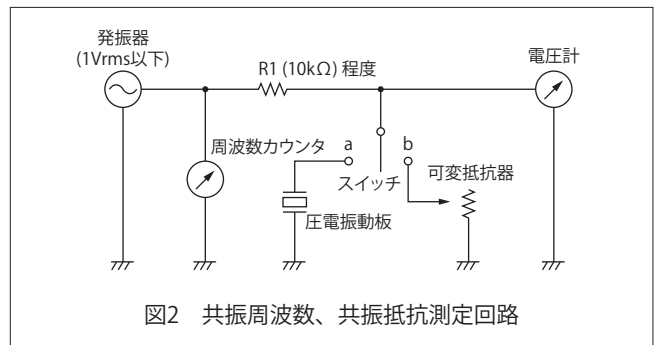 発振器
(1Vrms以下)
R1 (10kΩ) 程度
電圧計
周波数カウンタ
a
b
スイッチ
可変抵抗器
圧電振動板
図2 共振周波数、共振抵抗測定回路